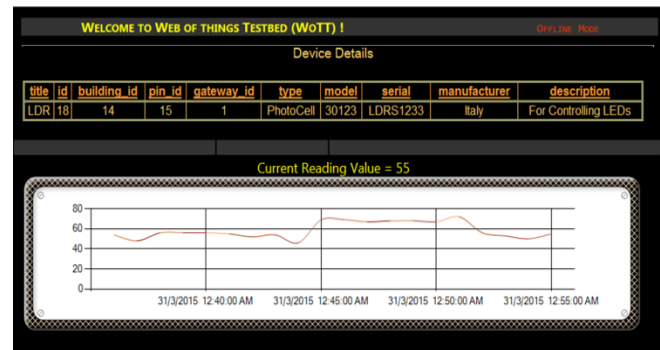 WELCOME TO WEB OF THINGS TESTBED (WOTT) !
OFFLINE MODE
Device Details
title id building_id pin_id gateway_id type model serial manufacturer description
LDR 18 14 15 1 PhotoCell 30123 LDRS1233 Italy For Controlling LEDs
Current Reading Value = 55
80
60
40
20
0
31/3/2015 12:40:00 AM 31/3/2015 12:45:00 AM 31/3/2015 12:50:00 AM 31/3/2015 12:55:00 AM